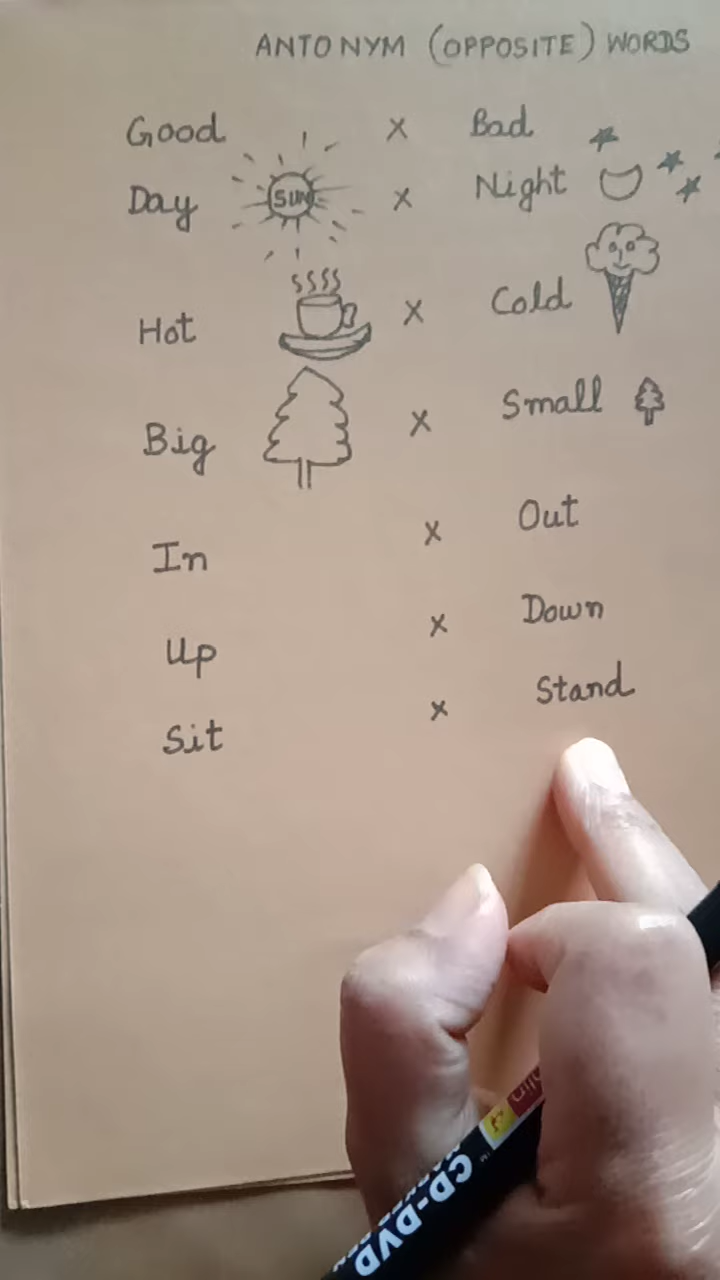 ANTONYM (OPPOSITE) WORDS
Good × Bad
Day SUN × Night
Hot × Cold
Big × Small
In × Out
Up × Down
Sit × Stand
CD-DVD